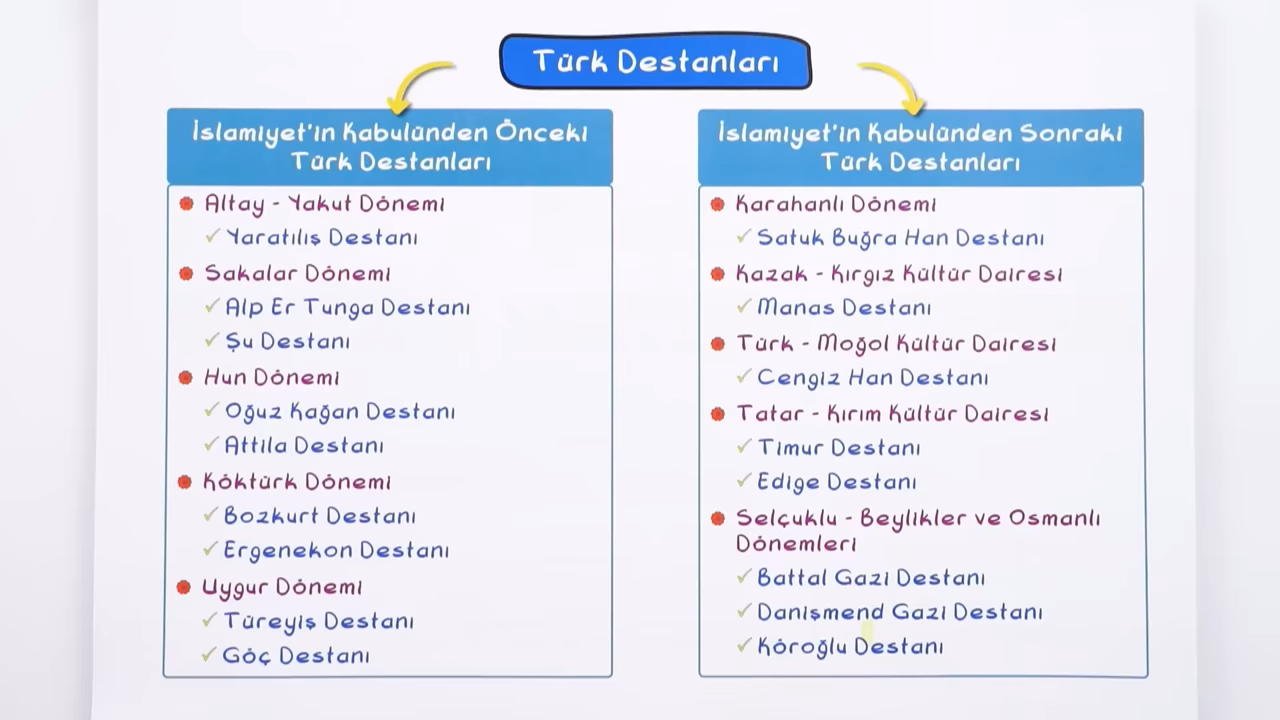 Türk Destanları
İslamiyet'in Kabulünden Önceki
Türk Destanları
Altay - Yakut Dönemi
Yaratılış Destanı
Sakalar Dönemi
Alp Er Tunga Destanı
Şu Destanı
Hun Dönemi
Oğuz Kağan Destanı
Attila Destanı
Köktürk Dönemi
Bozkurt Destanı
Ergenekon Destanı
Uygur Dönemi
Türeyiş Destanı
Göç Destanı
İslamiyet'in Kabulünden Sonraki
Türk Destanları
Karahanlı Dönemi
Satuk Buğra Han Destanı
Kazak - Kırgız Kültür Dairesi
Manas Destanı
Türk - Moğol Kültür Dairesi
Cengiz Han Destanı
Tatar - Kırım Kültür Dairesi
Timur Destanı
Edige Destanı
Selçuklu - Beylikler ve Osmanlı
Dönemleri
Battal Gazi Destanı
Danişmend Gazi Destanı
Köroğlu Destanı